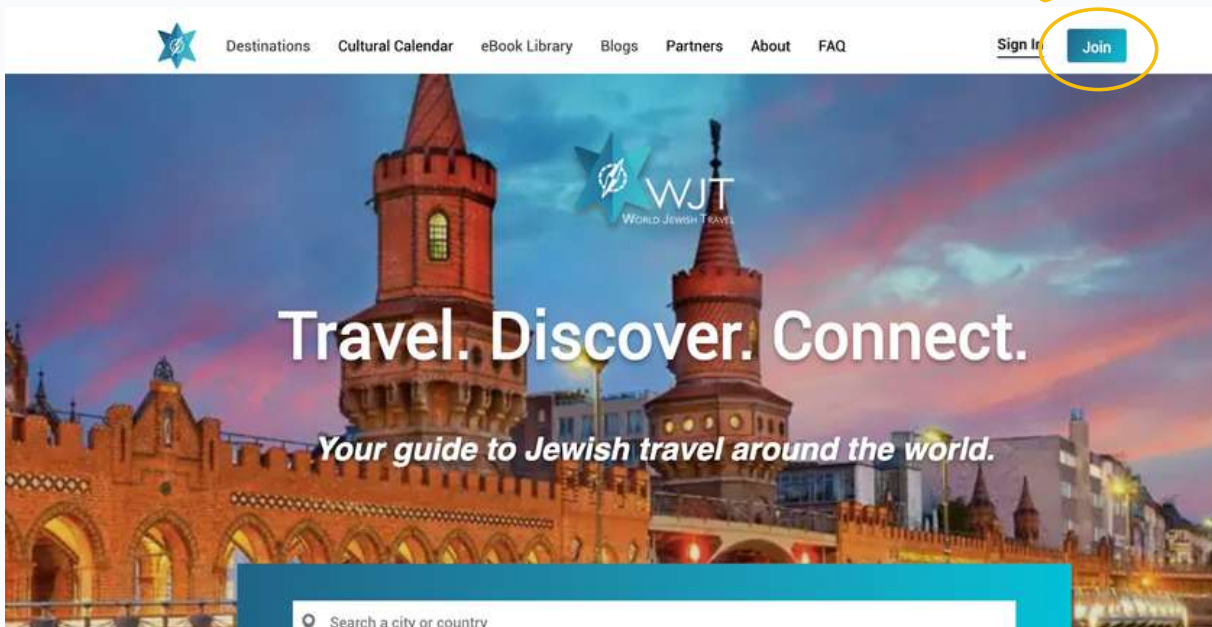 Destinations Cultural Calendar eBook Library Blogs Partners About FAQ Sign In Join
WJT
World Jewish Travel
Travel. Discover. Connect.
Your guide to Jewish travel around the world.
Search a city or country